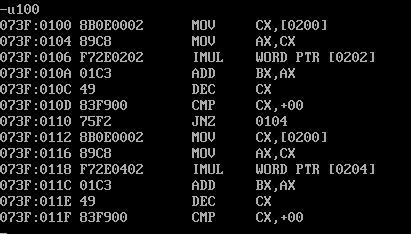 -u100
073F:0100 8B0E0002 MOV CX,[0200]
073F:0104 89C8 MOV AX,CX
073F:0106 F72E0202 IMUL WORD PTR [0202]
073F:010A 01C3 ADD BX,AX
073F:010C 49 DEC CX
073F:010D 83F900 CMP CX,+00
073F:0110 75F2 JNZ 0104
073F:0112 8B0E0002 MOV CX,[0200]
073F:0116 89C8 MOV AX,CX
073F:0118 F72E0402 IMUL WORD PTR [0204]
073F:011C 01C3 ADD BX,AX
073F:011E 49 DEC CX
073F:011F 83F900 CMP CX,+00